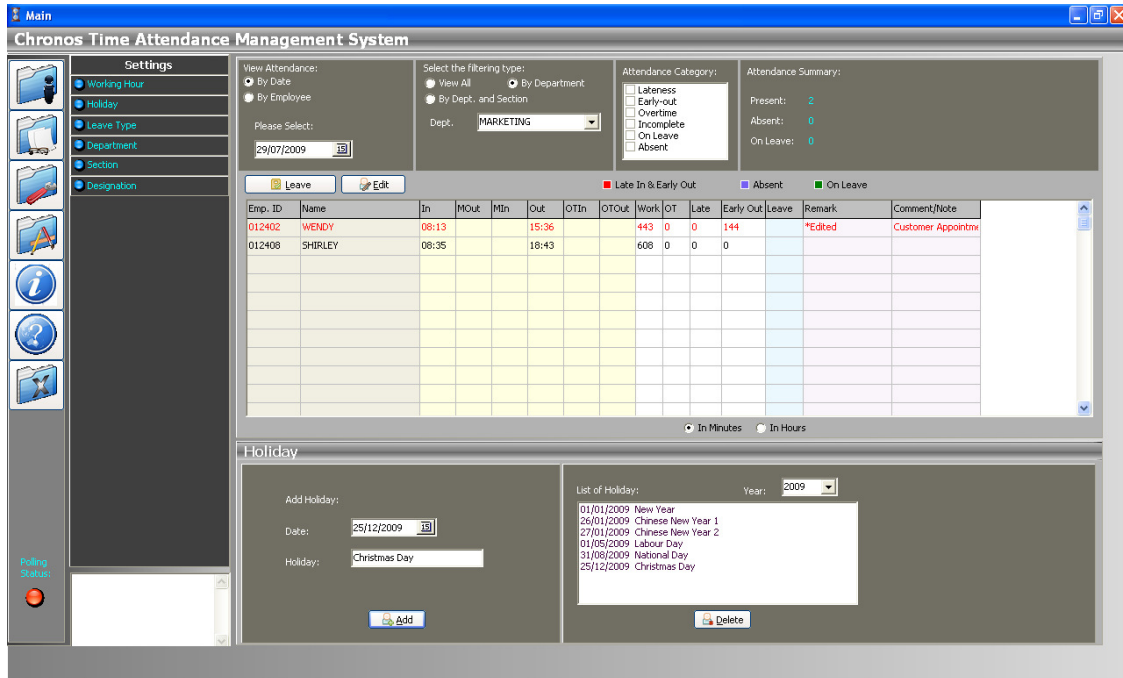 Main
Chronos Time Attendance Management System
Settings
Working Hour
Holiday
Leave Type
Department
Section
Designation
Polling
Status:
View Attendance:
By Date
By Employee
Please Select:
29/07/2009 15
Select the filtering type:
View All By Department
By Dept. and Section
Dept. MARKETING
Attendance Category:
Lateness
Early-out
Overtime
Incomplete
On Leave
Absent
Attendance Summary:
Present: 2
Absent: 0
On Leave: 0
Leave Edit
Late In & Early Out Absent On Leave
Emp. ID Name In MOut MIn Out OTIn OTOut Work OT Late Early Out Leave Remark Comment/Note
012402 WENDY 08:13 15:36 443 0 0 144 *Edited Customer Appointme
012408 SHIRLEY 08:35 18:43 608 0 0 0
In Minutes In Hours
Holiday
Add Holiday:
Date: 25/12/2009 15
Holiday: Christmas Day
Add
List of Holiday: Year: 2009
01/01/2009 New Year
26/01/2009 Chinese New Year 1
27/01/2009 Chinese New Year 2
01/05/2009 Labour Day
31/08/2009 National Day
25/12/2009 Christmas Day
Delete